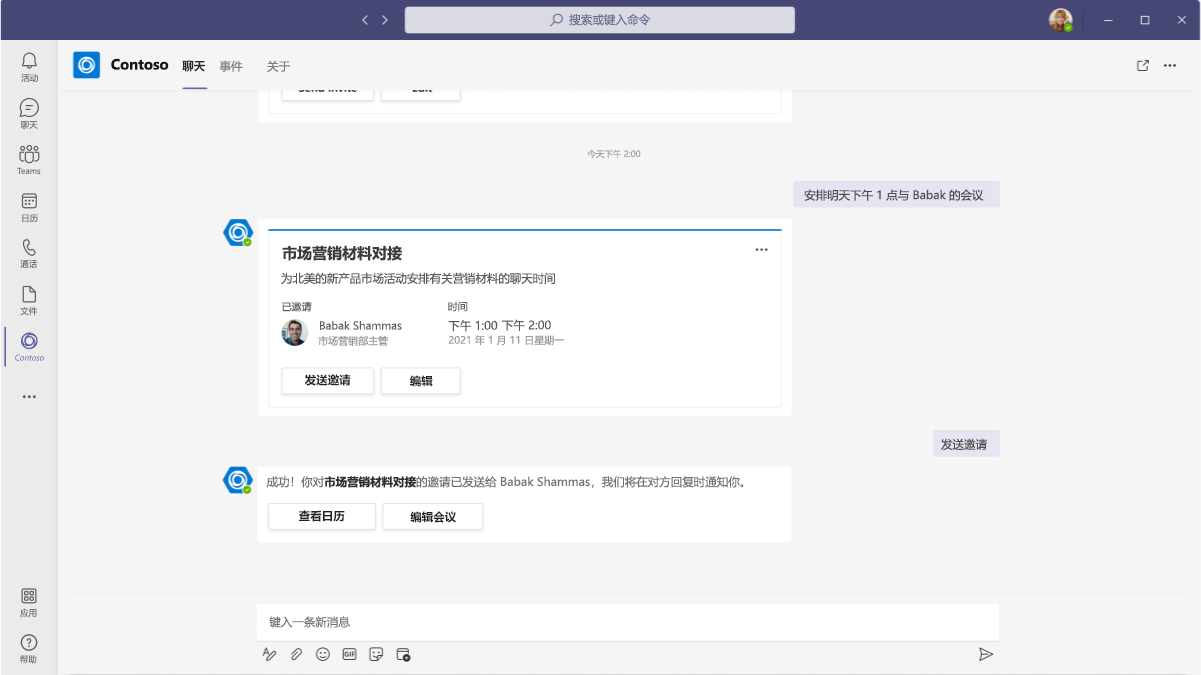 搜索或键入命令
活动
聊天
Teams
日历
通话
文件
Contoso
应用
帮助
Contoso 聊天 事件 关于
Send invite Edit
今天下午 2:00
安排明天下午 1 点与 Babak 的会议
市场营销材料对接
为北美的新产品市场活动安排有关营销材料的聊天时间
已邀请 时间
Babak Shammas 下午 1:00 下午 2:00
市场营销部主管 2021 年 1 月 11 日星期一
发送邀请 编辑
发送邀请
成功！你对市场营销材料对接的邀请已发送给 Babak Shammas，我们将在对方回复时通知你。
查看日历 编辑会议
键入一条新消息
GIF